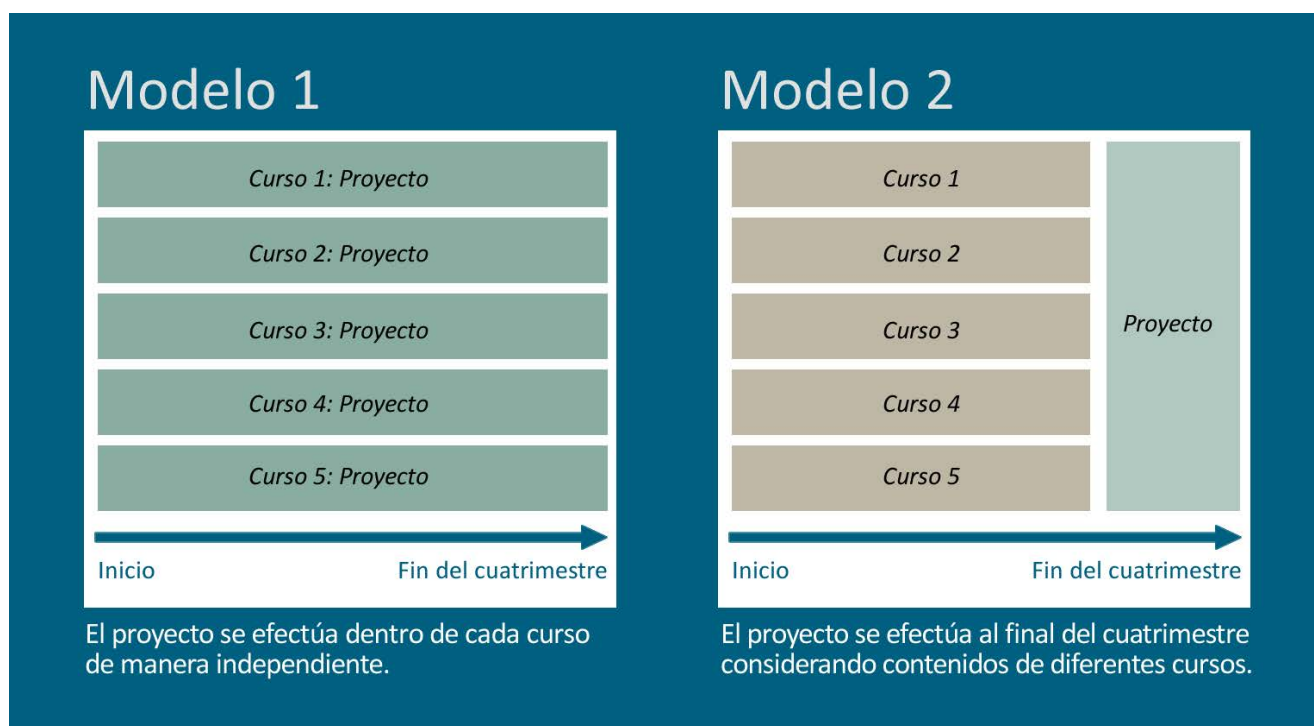 Modelo 1
Curso 1: Proyecto
Curso 2: Proyecto
Curso 3: Proyecto
Curso 4: Proyecto
Curso 5: Proyecto
Inicio
Fin del cuatrimestre
El proyecto se efectúa dentro de cada curso
de manera independiente.
Modelo 2
Curso 1
Curso 2
Curso 3
Curso 4
Curso 5
Proyecto
Inicio
Fin del cuatrimestre
El proyecto se efectúa al final del cuatrimestre
considerando contenidos de diferentes cursos.